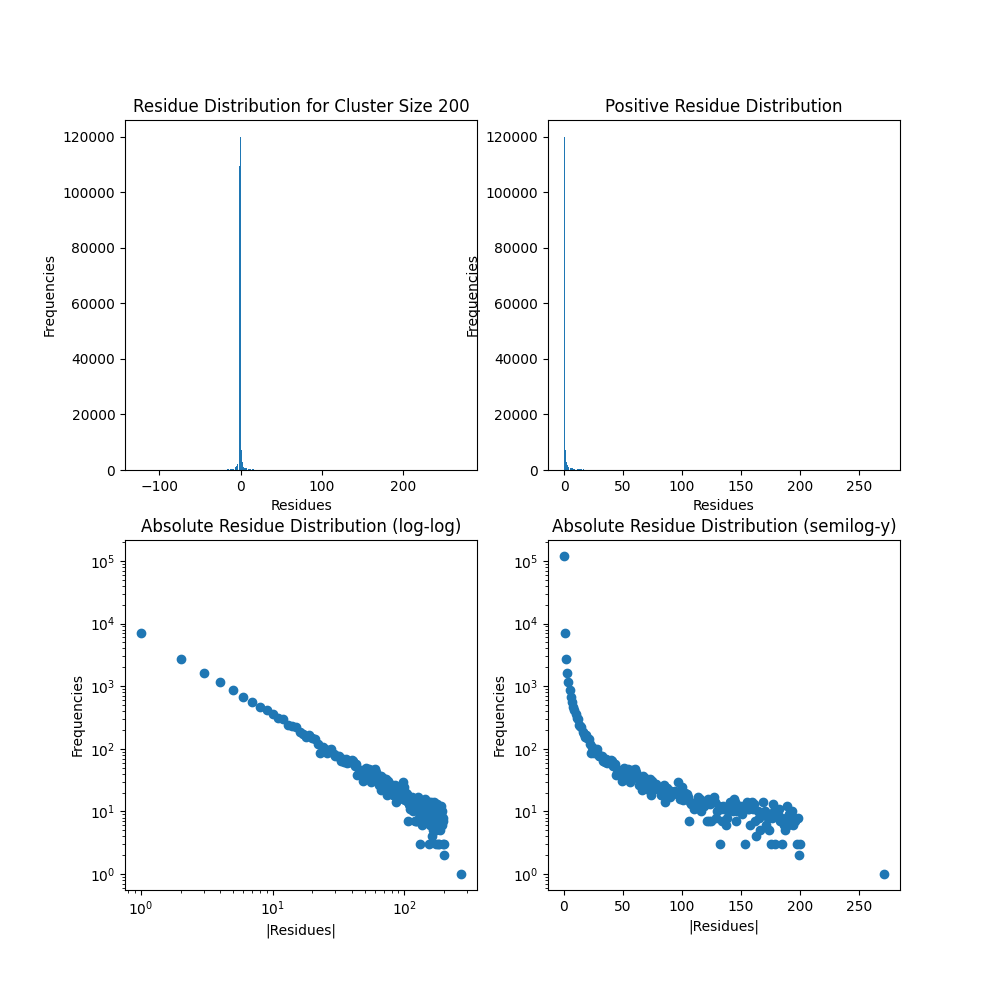 Residue Distribution for Cluster Size 200
Frequencies
120000
100000
80000
60000
40000
20000
0
−100 0 100 200
Residues
Positive Residue Distribution
Frequencies
120000
100000
80000
60000
40000
20000
0
0 50 100 150 200 250
Residues
Absolute Residue Distribution (log-log)
Frequencies
10^5
10^4
10^3
10^2
10^1
10^0
10^0 10^1 10^2
|Residues|
Absolute Residue Distribution (semilog-y)
Frequencies
10^5
10^4
10^3
10^2
10^1
10^0
0 50 100 150 200 250
|Residues|